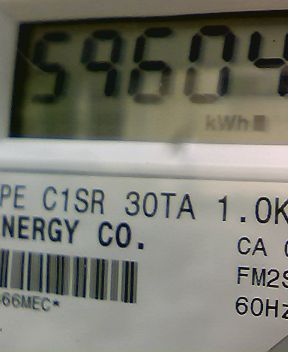 59604
kWh
PE C1SR 30TA 1.0K
NERGY CO.
CA
FM2S
66MEC*
60Hz